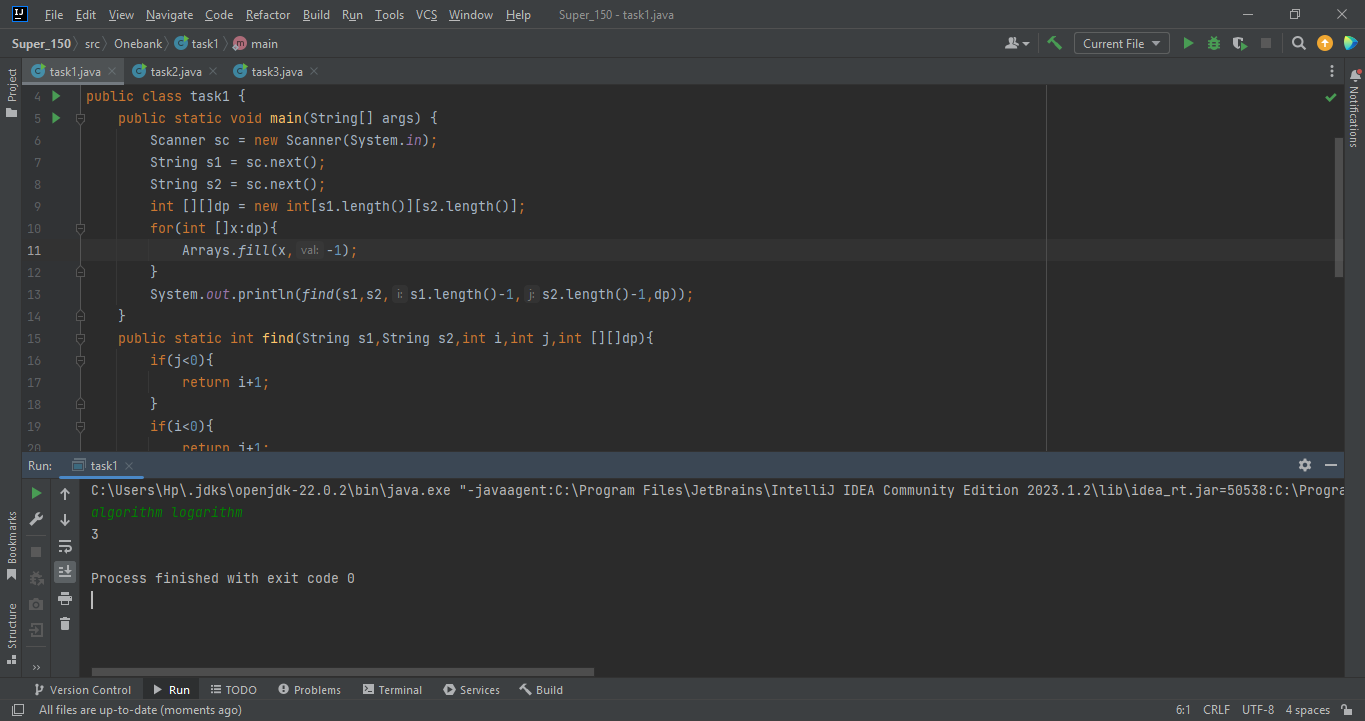 File Edit View Navigate Code Refactor Build Run Tools VCS Window Help Super_150 - task1.java
Super_150 src Onebank task1 main Current File
task1.java task2.java task3.java
4 public class task1 {
5 public static void main(String[] args) {
6 Scanner sc = new Scanner(System.in);
7 String s1 = sc.next();
8 String s2 = sc.next();
9 int [][]dp = new int[s1.length()][s2.length()];
10 for(int []x:dp){
11 Arrays.fill(x, val: -1);
12 }
13 System.out.println(find(s1,s2, i: s1.length()-1, j: s2.length()-1,dp));
14 }
15 public static int find(String s1,String s2,int i,int j,int [][]dp){
16 if(j<0){
17 return i+1;
18 }
19 if(i<0){
20 return j+1;
Run: task1
C:\Users\Hp\.jdks\openjdk-22.0.2\bin\java.exe "-javaagent:C:\Program Files\JetBrains\IntelliJ IDEA Community Edition 2023.1.2\lib\idea_rt.jar=50538:C:\Progra
algorithm logarithm
3
Process finished with exit code 0
Project
Bookmarks
Structure
Notifications
Version Control Run TODO Problems Terminal Services Build
All files are up-to-date (moments ago) 6:1 CRLF UTF-8 4 spaces